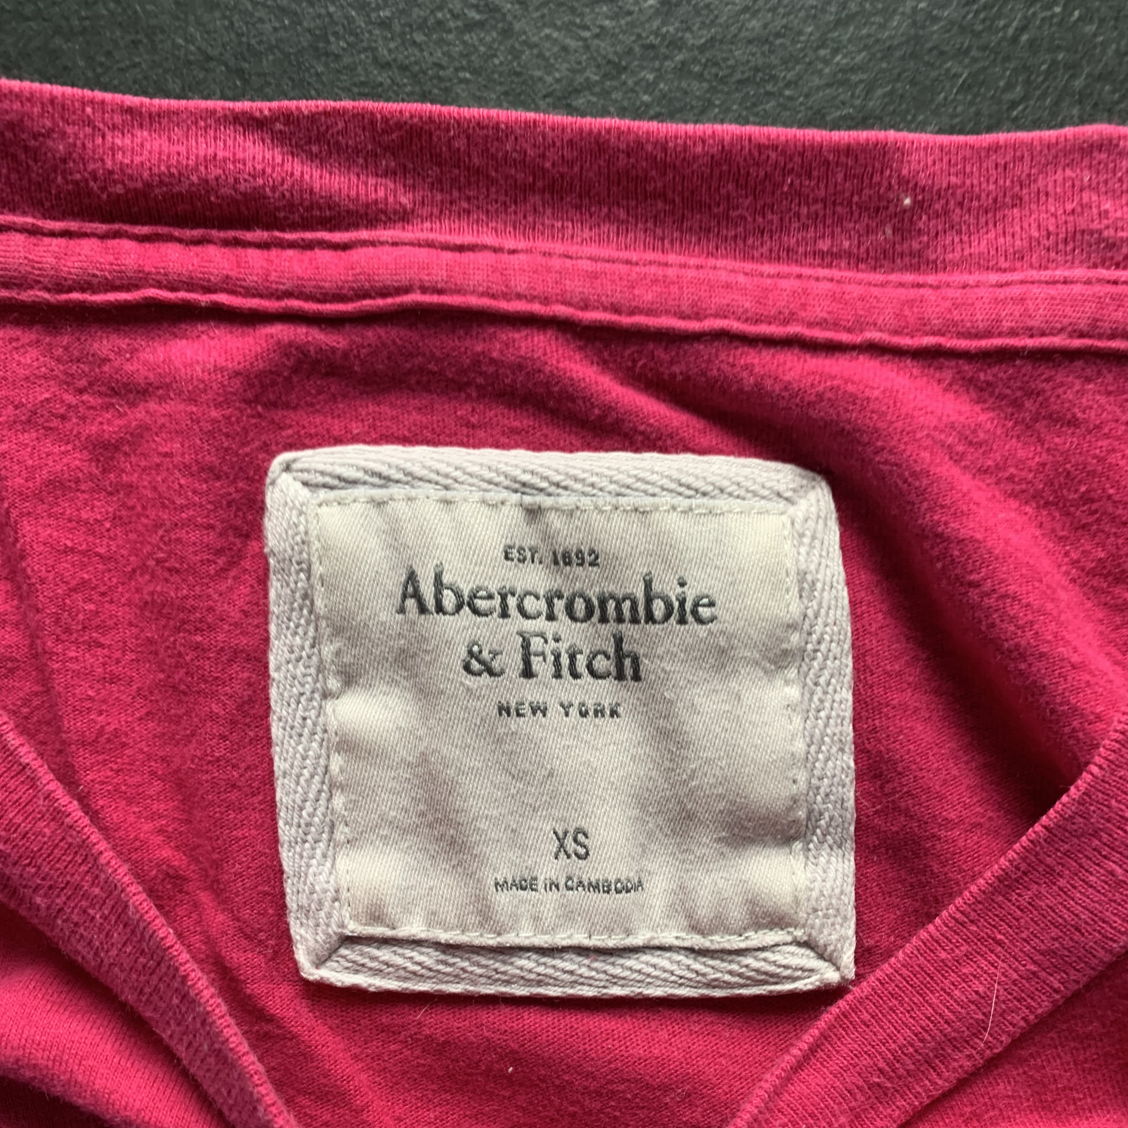 EST. 1892
Abercrombie
& Fitch
NEW YORK
XS
MADE IN CAMBODIA